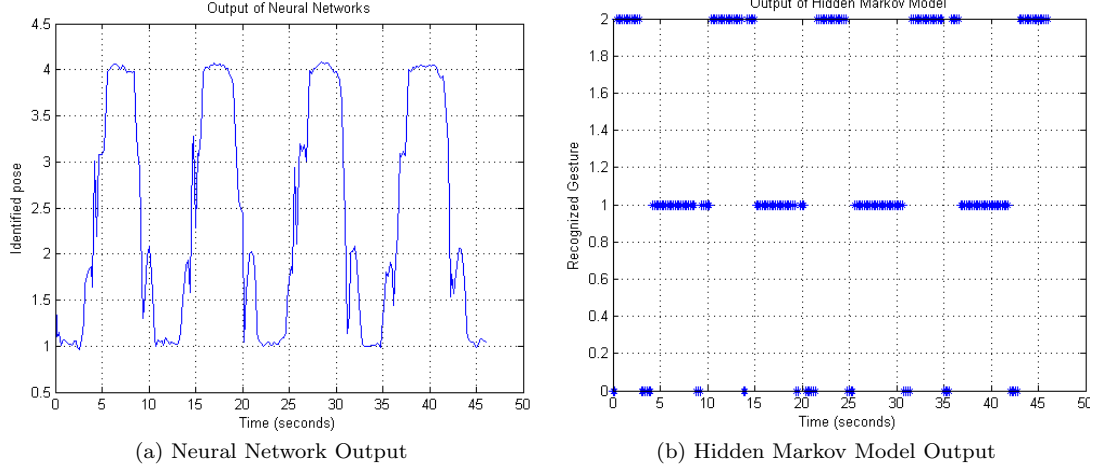 Output of Neural Networks
4.5
4
3.5
3
2.5
2
1.5
1
0.5
Identified pose
0 5 10 15 20 25 30 35 40 45 50
Time (seconds)
(a) Neural Network Output
Output of Hidden Markov Model
2
1.8
1.6
1.4
1.2
1
0.8
0.6
0.4
0.2
0
Recognized Gesture
0 5 10 15 20 25 30 35 40 45 50
Time (seconds)
(b) Hidden Markov Model Output